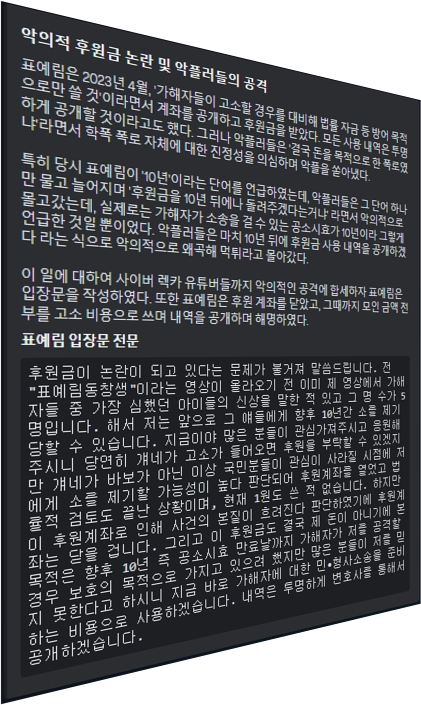 악의적 후원금 논란 및 악플러들의 공격
표예림은 2023년 4월, '가해자들이 고소할 경우를 대비해 법률 자금 등 방어 목적
으로만 쓸 것'이라면서 계좌를 공개하고 후원금을 받았다. 모든 사용 내역은 투명
하게 공개할 것이라고도 했다. 그러나 악플러들은 '결국 돈을 목적으로 한 폭로였
냐'라면서 학폭 폭로 자체에 대한 진정성을 의심하며 악플을 쏟아냈다.
특히 당시 표예림이 '10년'이라는 단어를 언급하였는데, 악플러들은 그 단어 하나
만 물고 늘어지며 '후원금을 10년 뒤에나 돌려주겠다는거냐' 라면서 악의적으로
몰고갔는데, 실제로는 가해자가 소송을 걸 수 있는 공소시효가 10년이라 그렇게
언급한 것일 뿐이었다. 악플러들은 마치 10년 뒤에 후원금 사용 내역을 공개하겠
다 라는 식으로 악의적으로 왜곡해 먹튀라고 몰아갔다.
이 일에 대하여 사이버 렉카 유튜버들까지 악의적인 공격에 합세하자 표예림은
입장문을 작성하였다. 또한 표예림은 후원 계좌를 닫았고, 그때까지 모인 금액 전
부를 고소 비용으로 쓰며 내역을 공개하며 해명하였다.
표예림 입장문 전문
후원금이 논란이 되고 있다는 문제가 불거져 말씀드립니다. 전
"표예림동창생"이라는 영상이 올라오기 전 이미 제 영상에서 가해
자들 중 가장 심했던 아이들의 신상을 말한 적 있고 그 명 수가 5
명입니다. 해서 저는 앞으로 그 얘들에게 향후 10년간 소를 제기
당할 수 있습니다. 지금이야 많은 분들이 관심가져주시고 응원해
주시니 당연히 걔네가 고소가 들어오면 후원을 부탁할 수 있겠지
만 걔네가 바보가 아닌 이상 국민분들이 관심이 사라질 시점에 저
에게 소를 제기할 가능성이 높다 판단되어 후원계좌를 열었고 법
률적 검토도 끝난 상황이며, 현재 1원도 쓴 적 없습니다. 하지만
이 후원계좌로 인해 사건의 본질이 흐려진다 판단하였기에 후원계
좌는 닫을 겁니다. 그리고 이 후원금도 결국 제 돈이 아니기에 본
목적은 향후 10년 즉 공소시효 만료날까지 가해자가 저를 공격할
경우 보호의 목적으로 가지고 있으려 했지만 많은 분들이 저를 믿
지 못한다고 하시니 지금 바로 가해자에 대한 민•형사소송을 준비
하는 비용으로 사용하겠습니다. 내역은 투명하게 변호사를 통해서
공개하겠습니다.